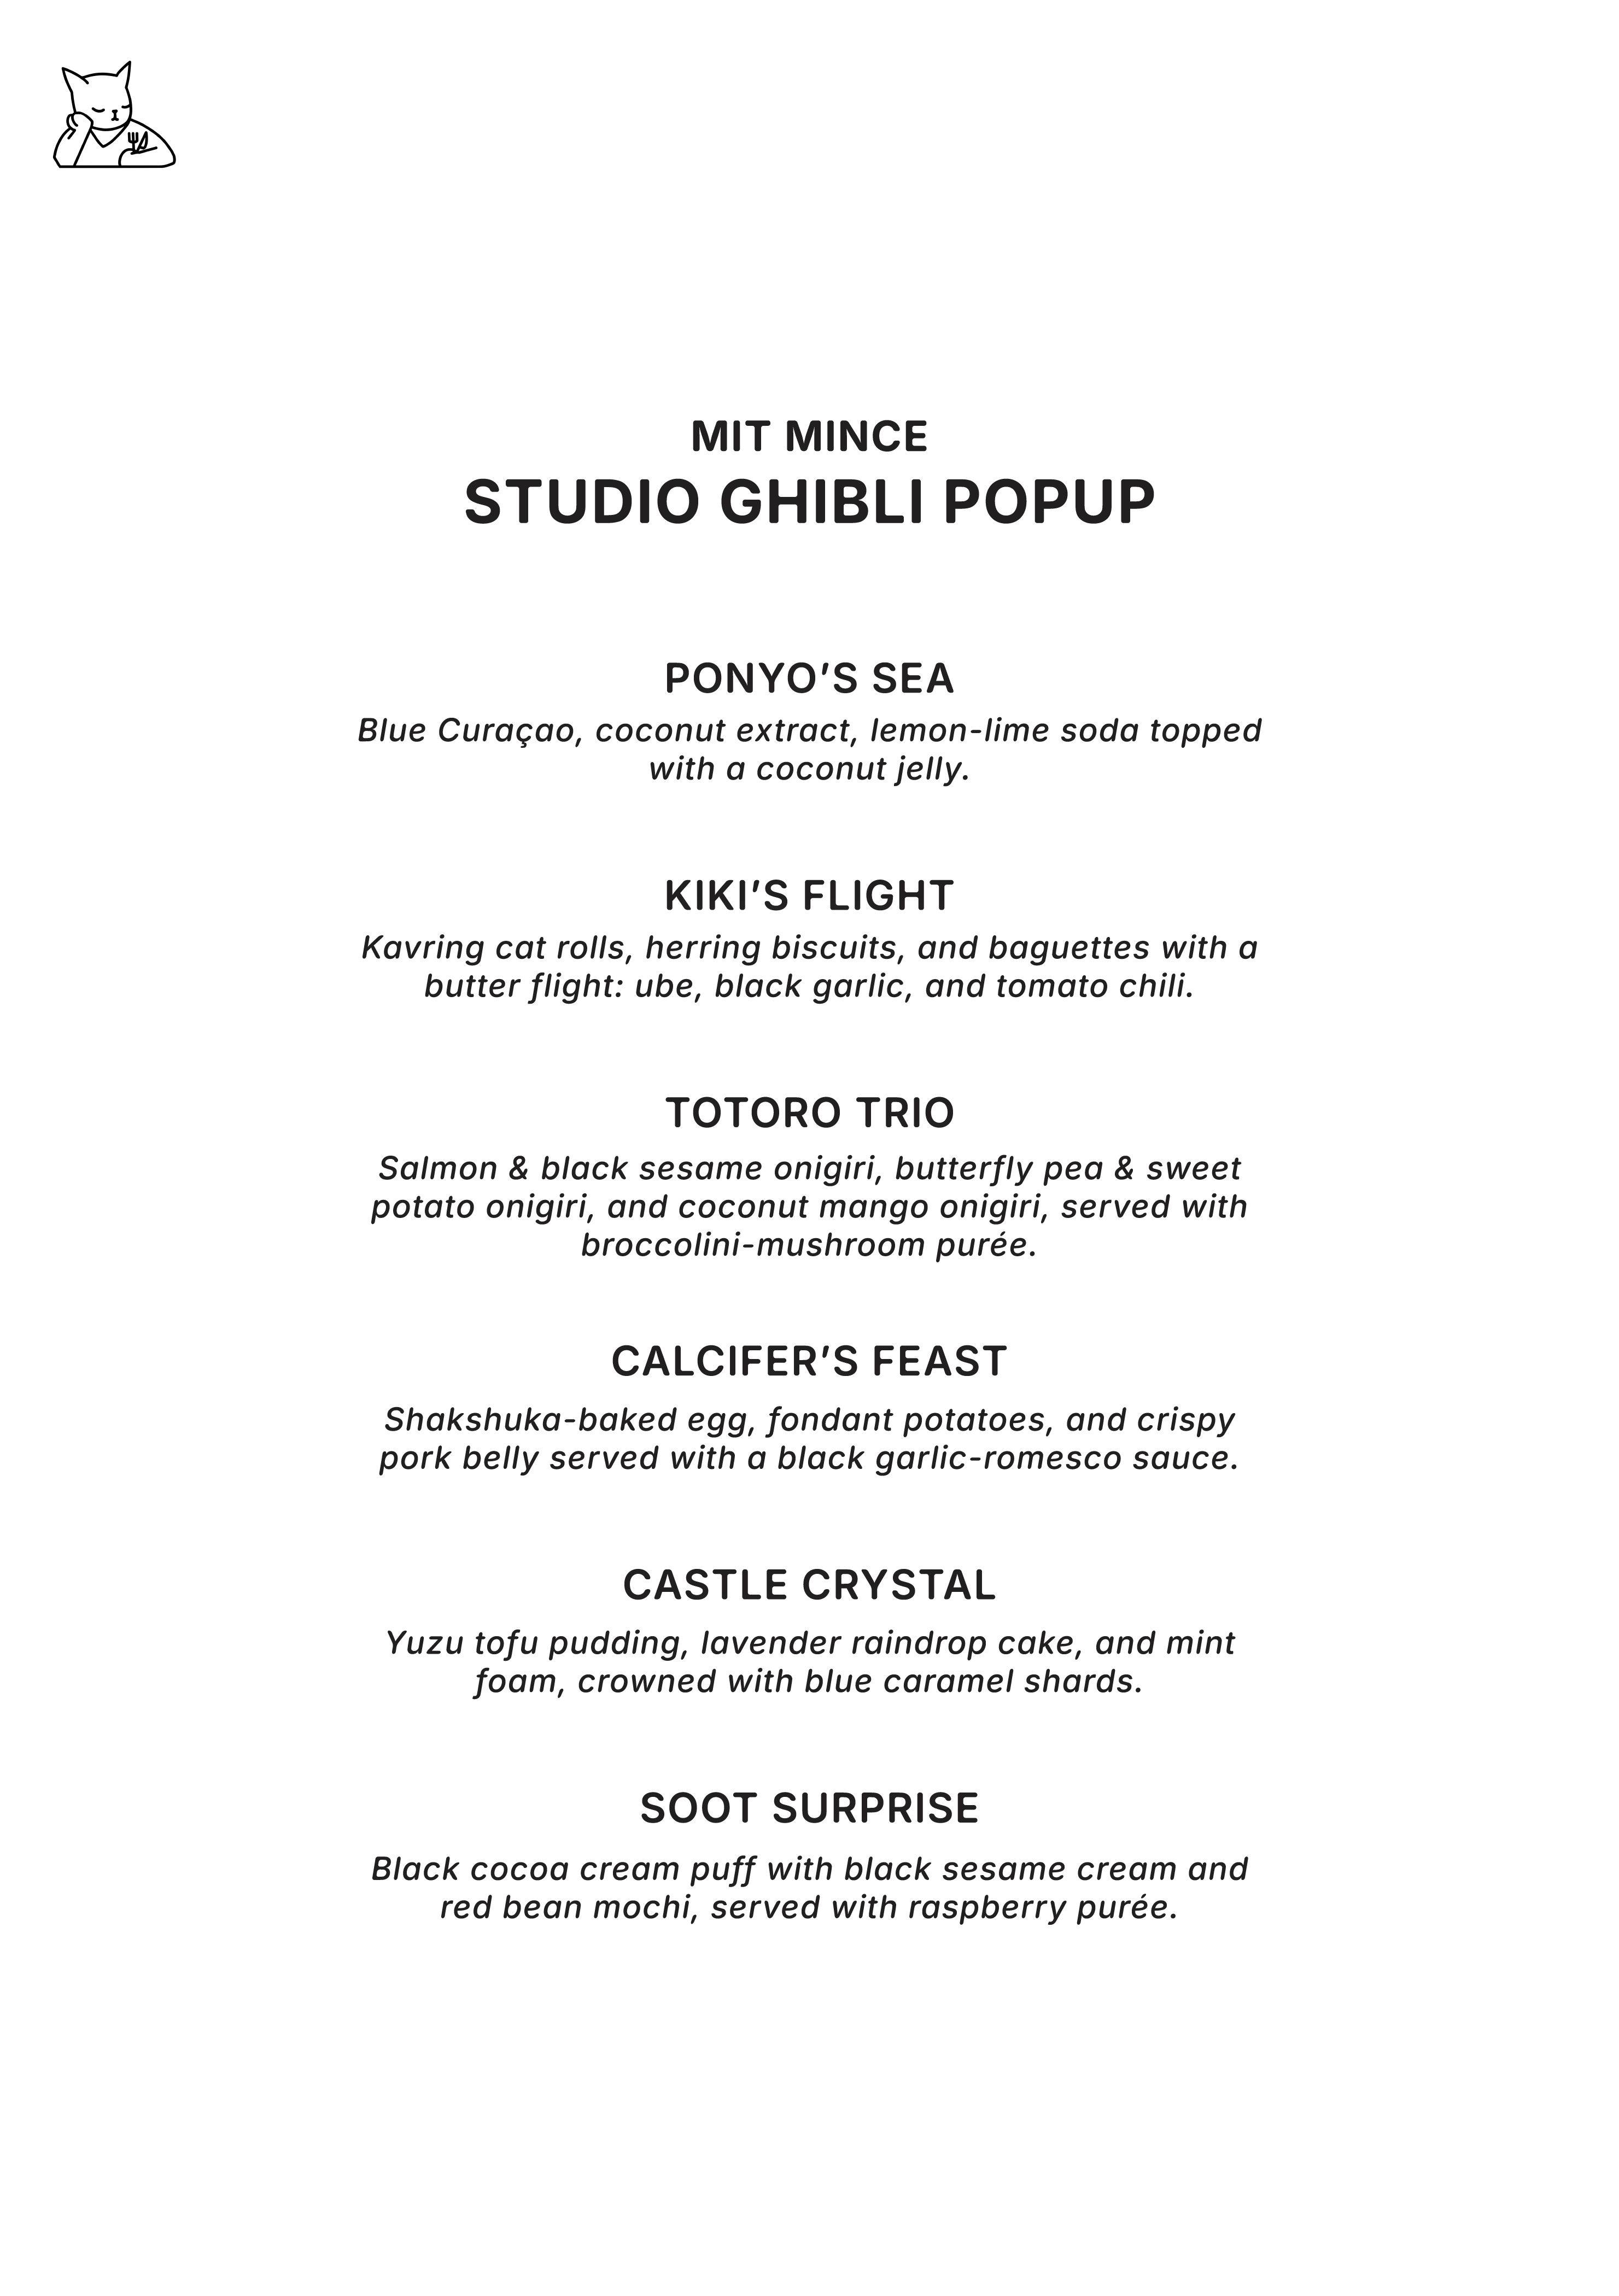 MIT MINCE
STUDIO GHIBLI POPUP
PONYO’S SEA
Blue Curaçao, coconut extract, lemon-lime soda topped
with a coconut jelly.
KIKI’S FLIGHT
Kavring cat rolls, herring biscuits, and baguettes with a
butter flight: ube, black garlic, and tomato chili.
TOTORO TRIO
Salmon & black sesame onigiri, butterfly pea & sweet
potato onigiri, and coconut mango onigiri, served with
broccolini-mushroom purée.
CALCIFER’S FEAST
Shakshuka-baked egg, fondant potatoes, and crispy
pork belly served with a black garlic-romesco sauce.
CASTLE CRYSTAL
Yuzu tofu pudding, lavender raindrop cake, and mint
foam, crowned with blue caramel shards.
SOOT SURPRISE
Black cocoa cream puff with black sesame cream and
red bean mochi, served with raspberry purée.